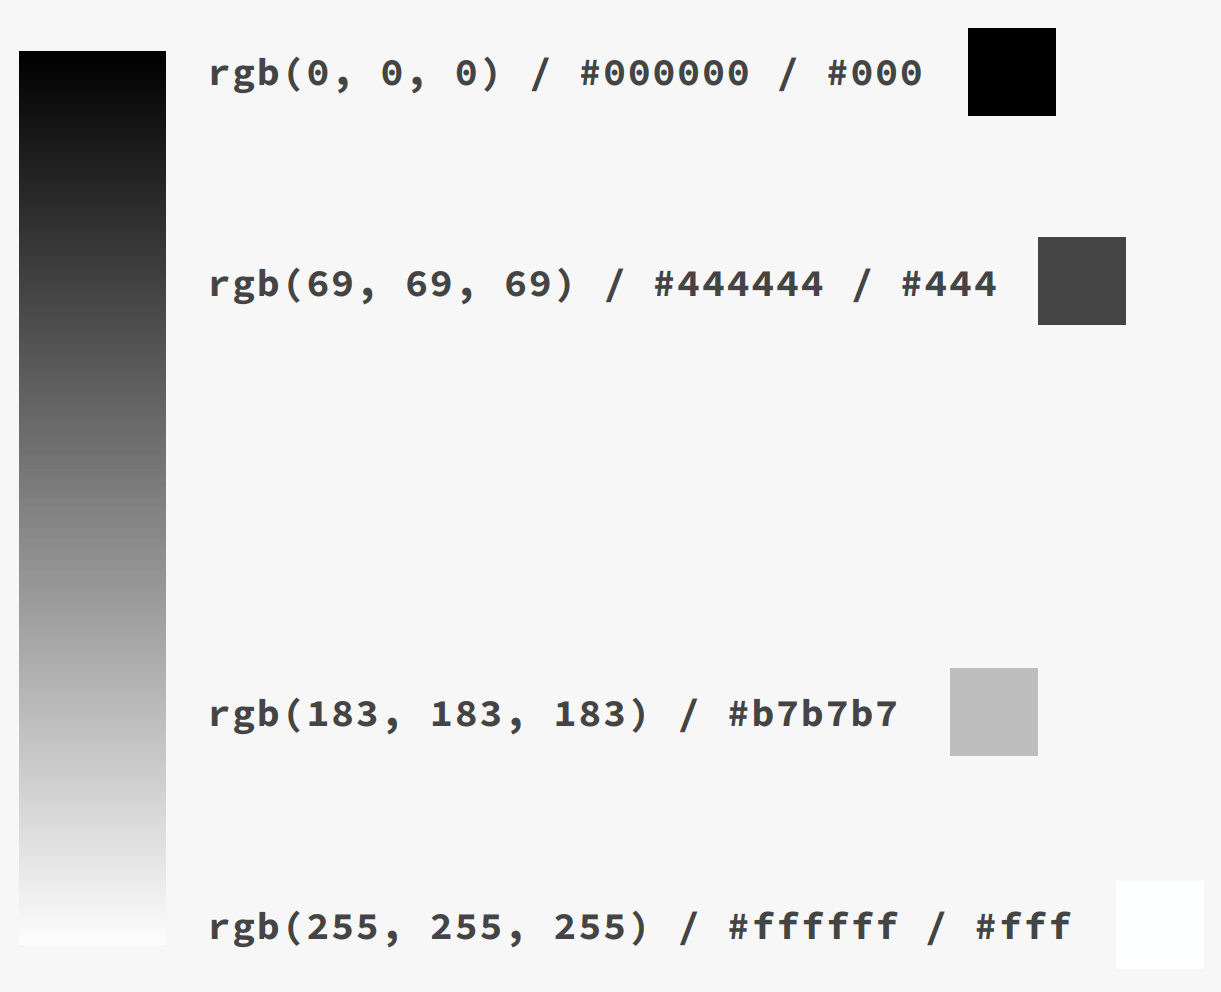 rgb(0, 0, 0) / #000000 / #000
rgb(69, 69, 69) / #444444 / #444
rgb(183, 183, 183) / #b7b7b7
rgb(255, 255, 255) / #ffffff / #fff